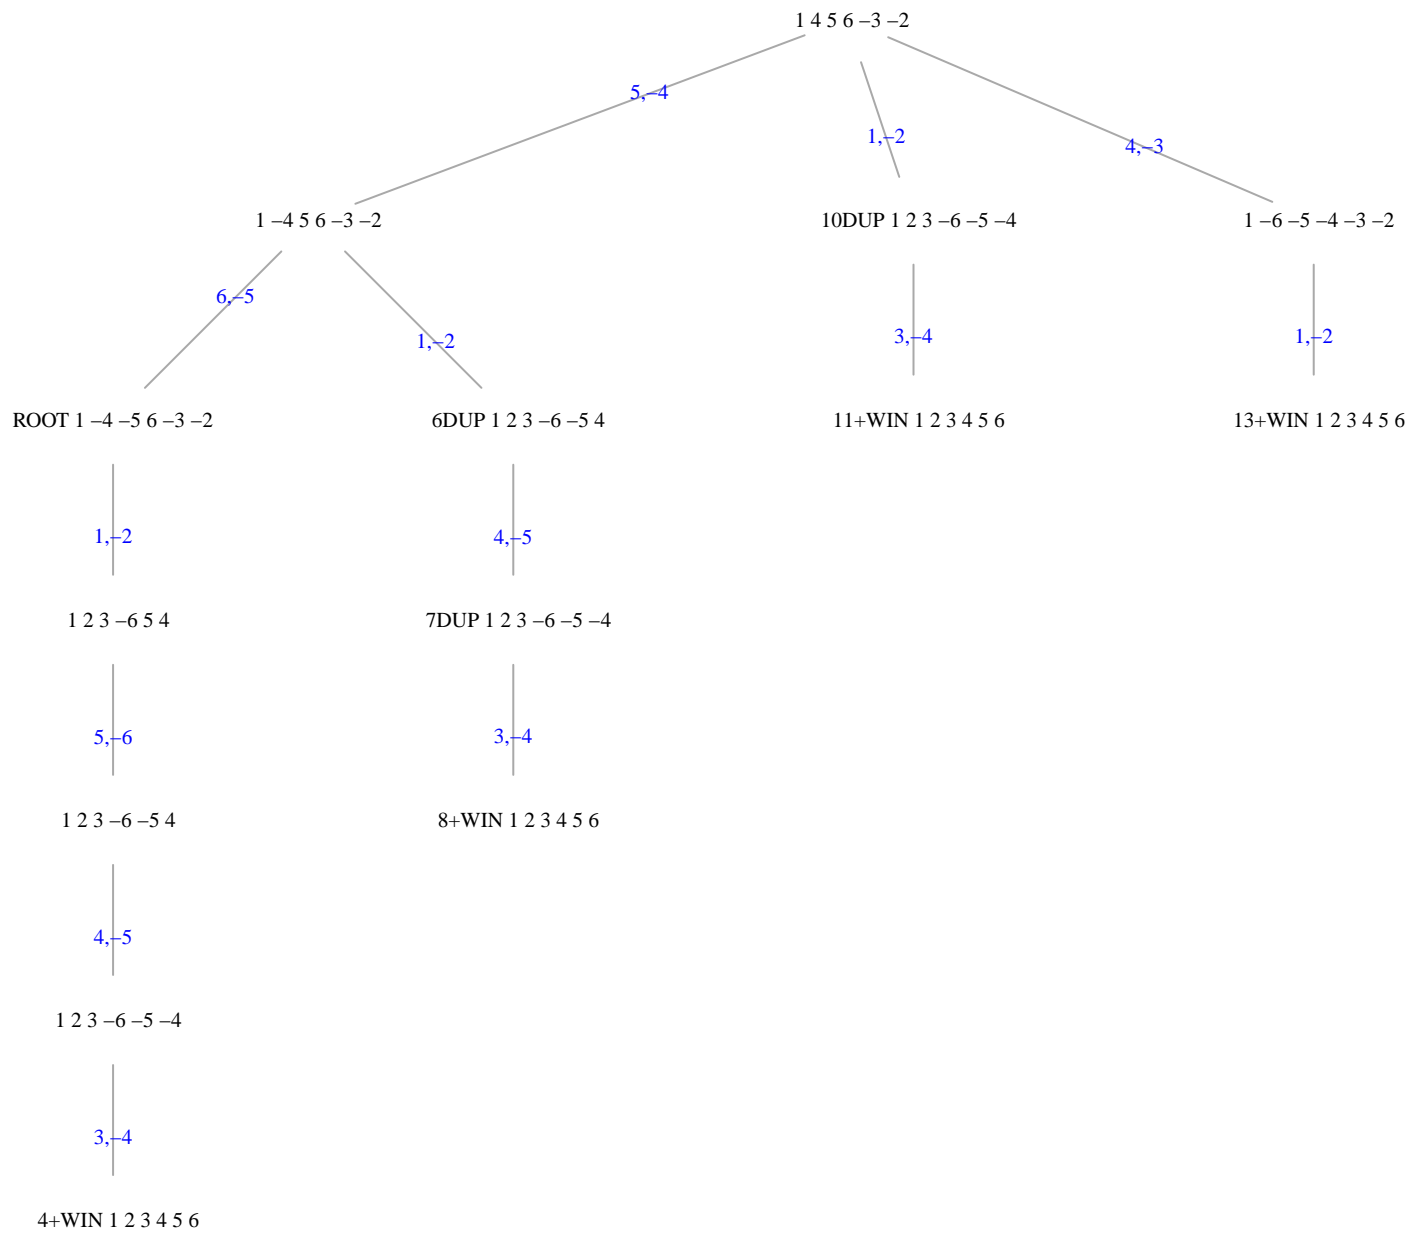 1 4 5 6 −3 −2
5,−4
1,−2
4,−3
1 −4 5 6 −3 −2
10DUP 1 2 3 −6 −5 −4
1 −6 −5 −4 −3 −2
6,−5
1,−2
3,−4
1,−2
ROOT 1 −4 −5 6 −3 −2
6DUP 1 2 3 −6 −5 4
11+WIN 1 2 3 4 5 6
13+WIN 1 2 3 4 5 6
1,−2
4,−5
1 2 3 −6 5 4
7DUP 1 2 3 −6 −5 −4
5,−6
3,−4
1 2 3 −6 −5 4
8+WIN 1 2 3 4 5 6
4,−5
1 2 3 −6 −5 −4
3,−4
4+WIN 1 2 3 4 5 6